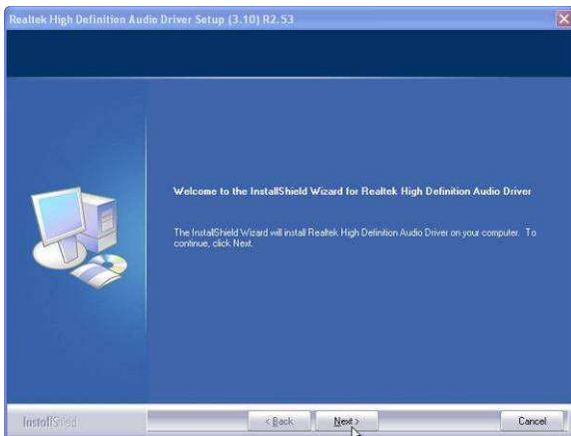 Realtek High Definition Audio Driver Setup (3.10) R2.53
Welcome to the InstallShield Wizard for Realtek High Definition Audio Driver
The InstallShield Wizard will install Realtek High Definition Audio Driver on your computer. To
continue, click Next.
InstallShield
< Back
Next >
Cancel